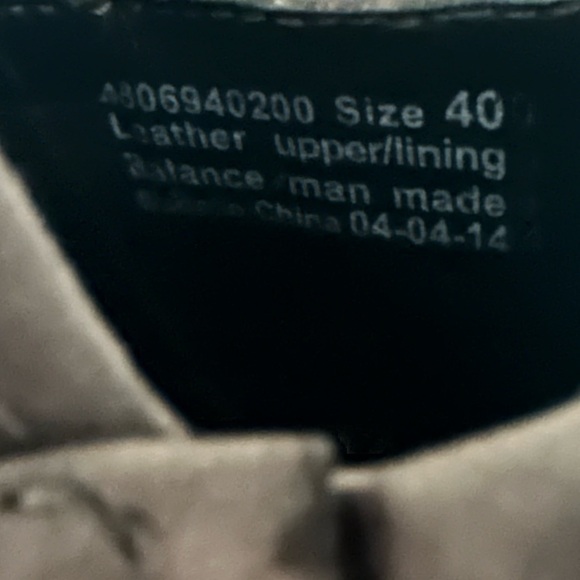 A806940200 Size 40
Leather upper/lining
Balance man made
China 04-04-14